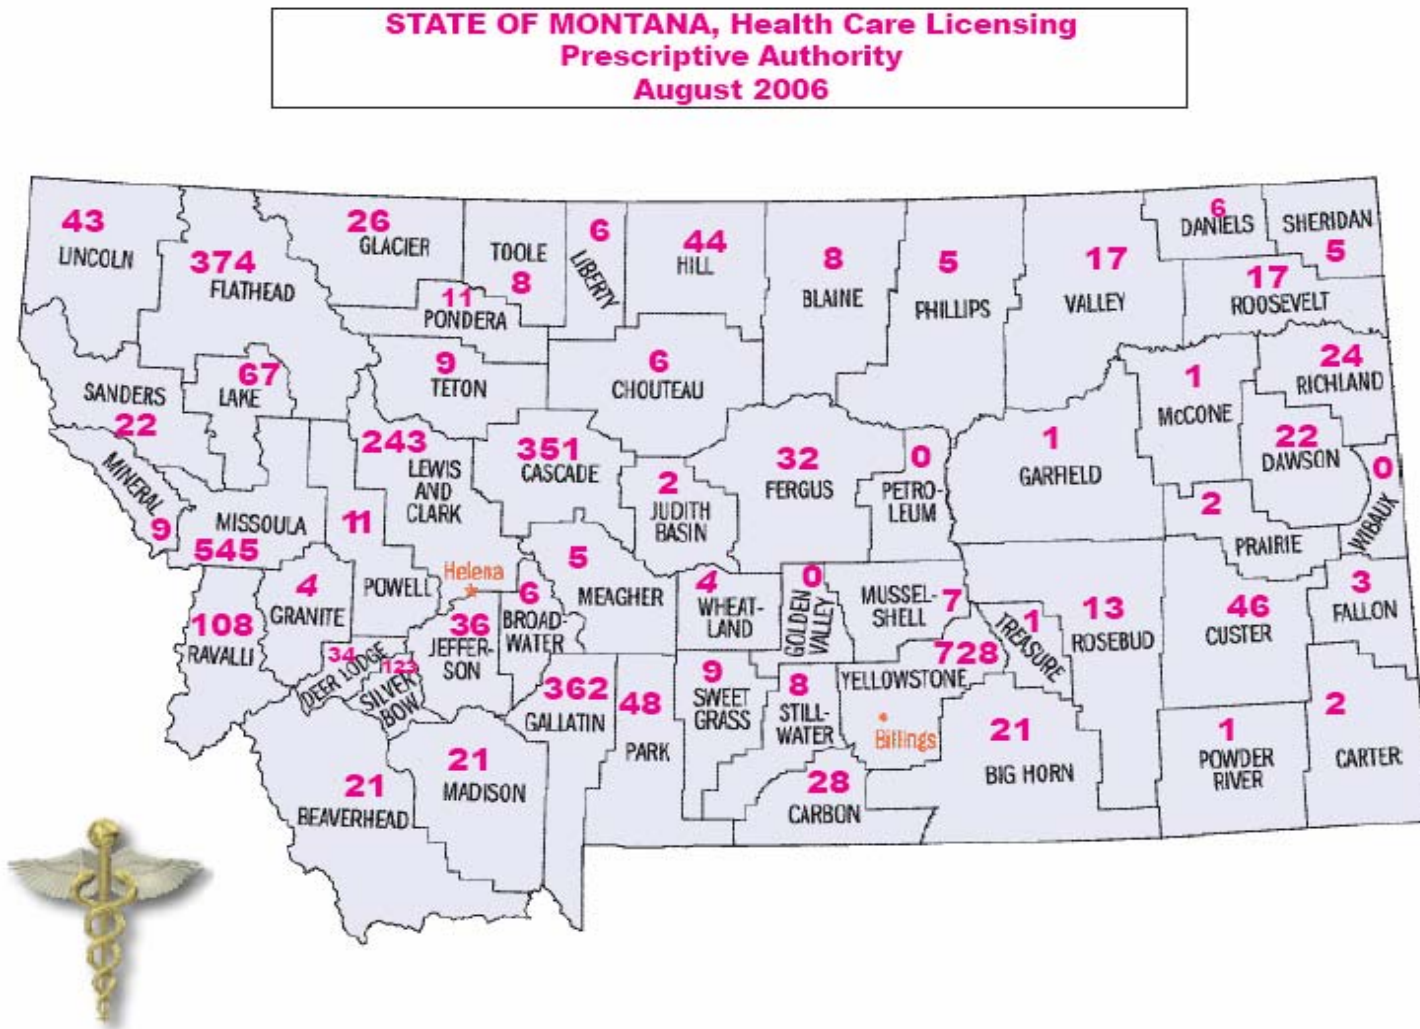 STATE OF MONTANA, Health Care Licensing
Prescriptive Authority
August 2006
43
LINCOLN
374
FLATHEAD
26
GLACIER
TOOLE
8
6
LIBERTY
44
HILL
8
BLAINE
5
PHILLIPS
17
VALLEY
6
DANIELS
SHERIDAN
5
17
ROOSEVELT
11
PONDERA
9
TETON
6
CHOUTEAU
SANDERS
22
67
LAKE
1
McCONE
24
RICHLAND
MINERAL
9
MISSOULA
545
11
POWELL
243
LEWIS
AND
CLARK
351
CASCADE
2
JUDITH
BASIN
32
FERGUS
0
PETRO-
LEUM
1
GARFIELD
22
DAWSON
0
WIBAUX
2
PRAIRIE
Helena
108
RAVALLI
4
GRANITE
34
DEER LODGE
123
SILVER
BOW
36
JEFFER-
SON
6
BROAD-
WATER
5
MEAGHER
4
WHEAT-
LAND
0
GOLDEN
VALLEY
MUSSEL-
SHELL
7
1
TREASURE
13
ROSEBUD
46
CUSTER
3
FALLON
362
GALLATIN
48
PARK
9
SWEET
GRASS
8
STILL-
WATER
728
YELLOWSTONE
Billings
21
BIG HORN
1
POWDER
RIVER
2
CARTER
21
BEAVERHEAD
21
MADISON
28
CARBON